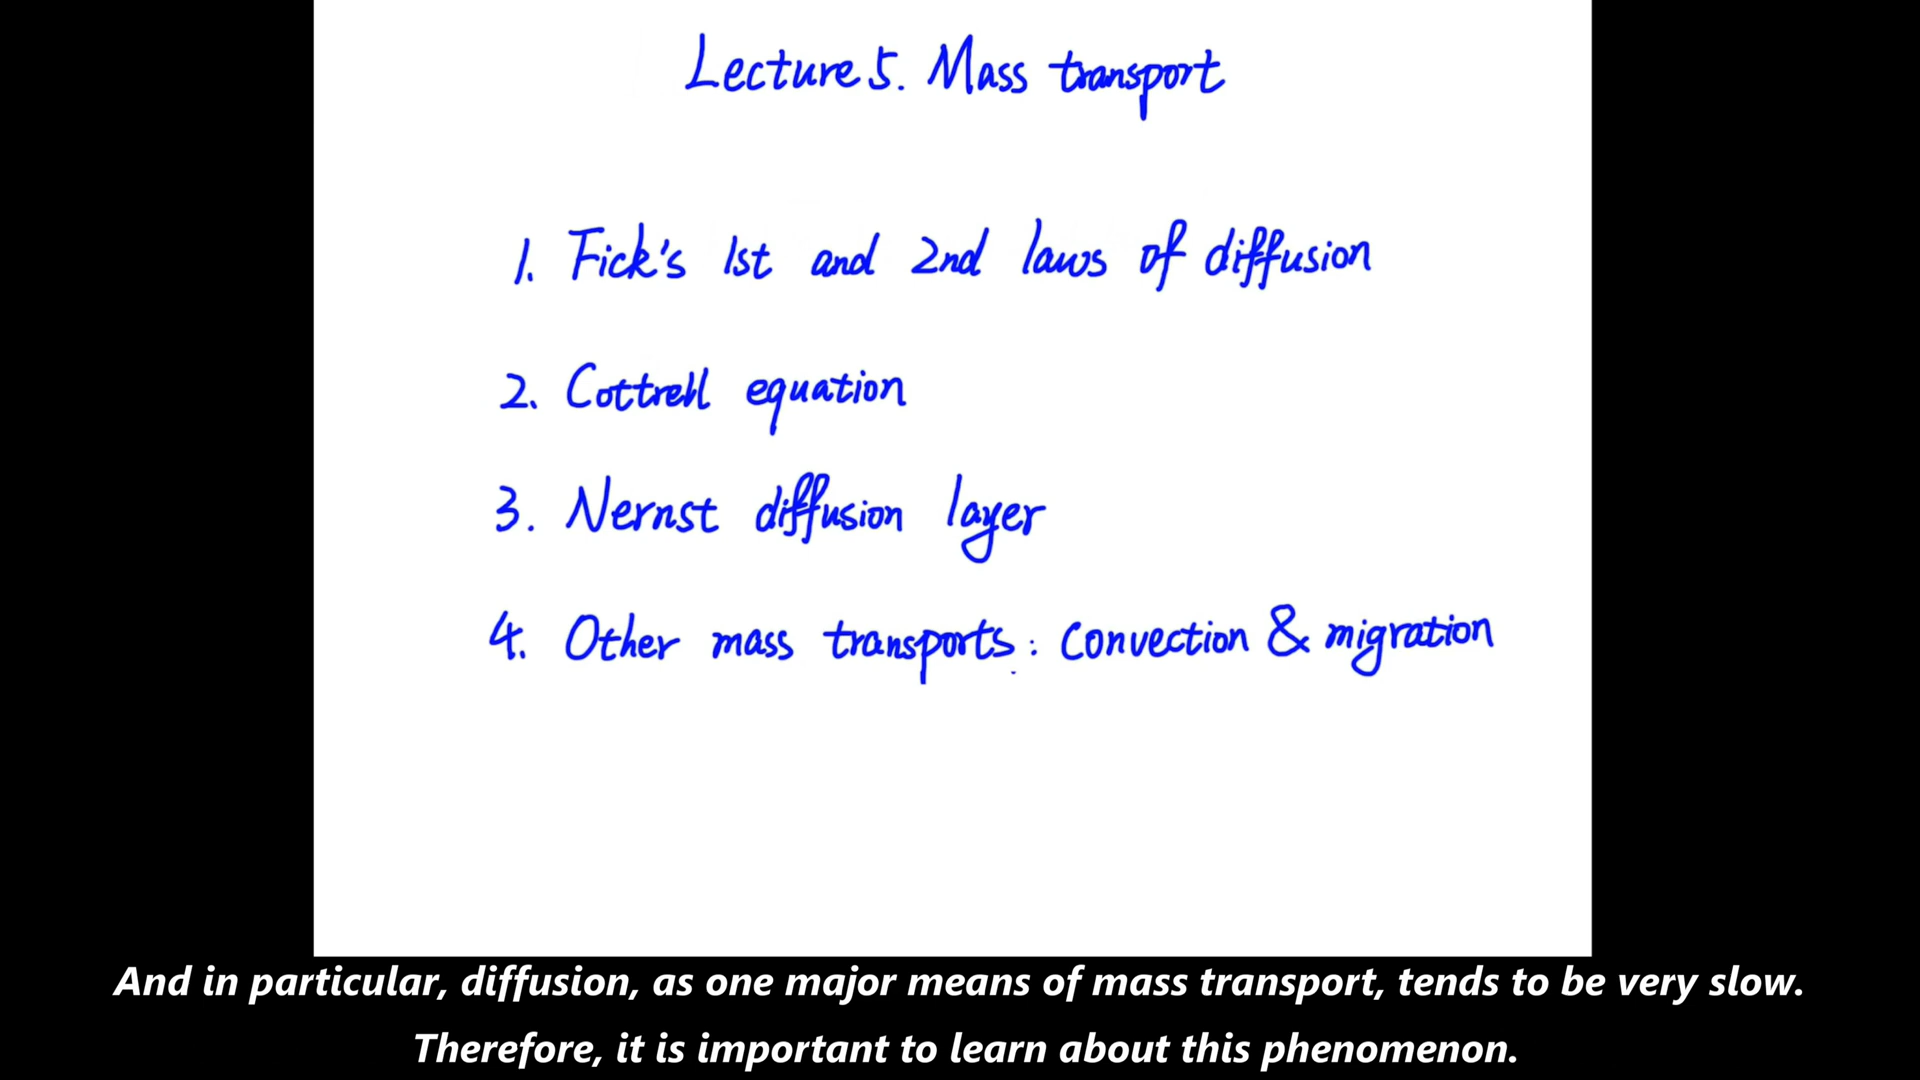 Lecture 5. Mass transport
1. Fick's 1st and 2nd laws of diffusion
2. Cottrell equation
3. Nernst diffusion layer
4. Other mass transports: convection & migration
And in particular, diffusion, as one major means of mass transport, tends to be very slow.
Therefore, it is important to learn about this phenomenon.